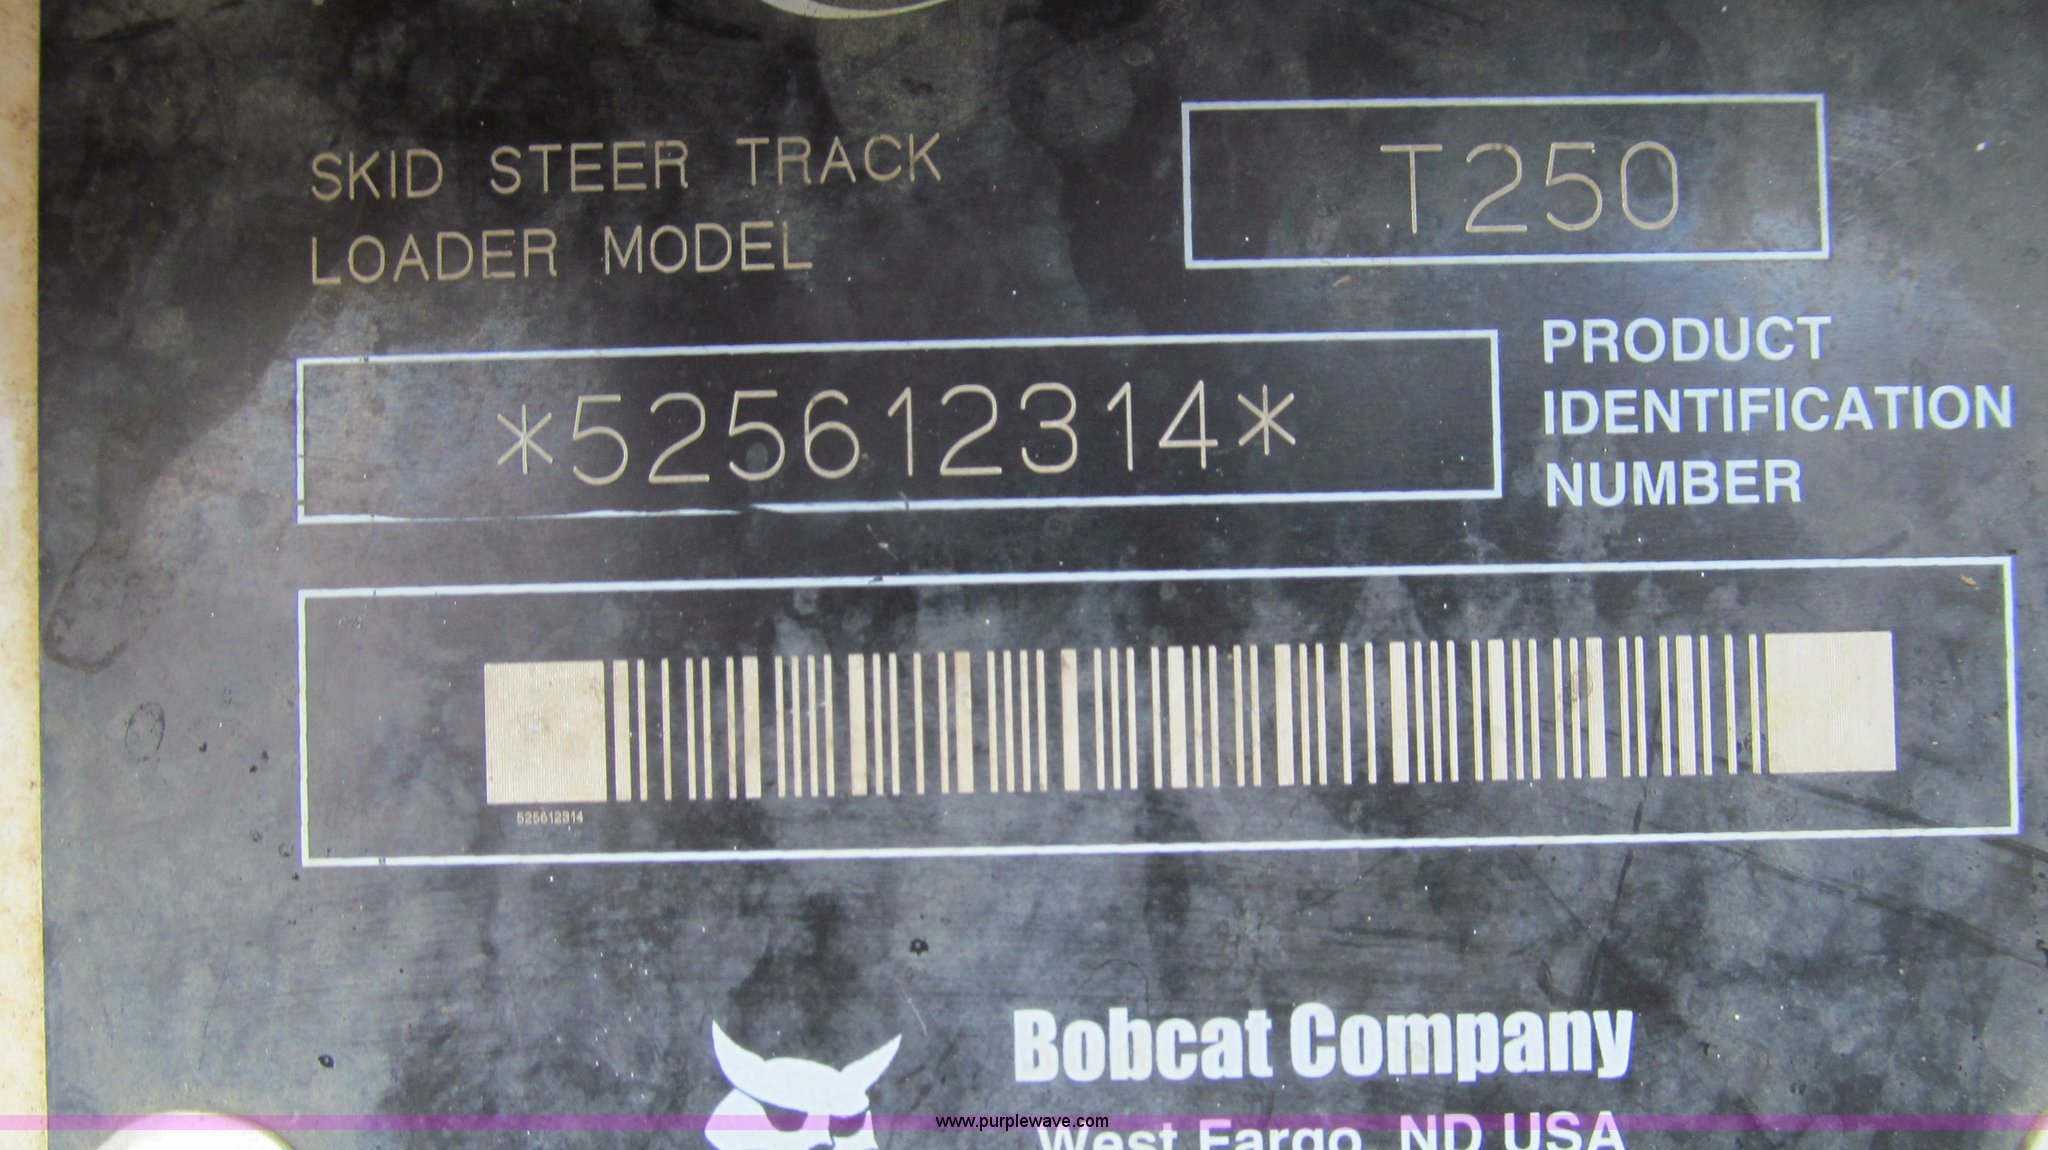 SKID STEER TRACK
LOADER MODEL
T250
*525612314*
PRODUCT
IDENTIFICATION
NUMBER
525612314
Bobcat Company
West Fargo, ND USA
www.purplewave.com